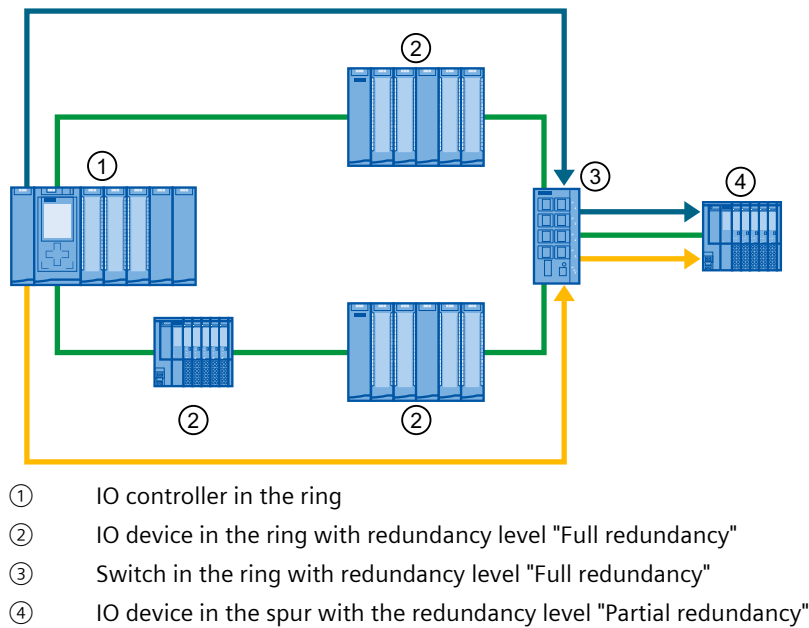 ②
①
③
④
②
②
① IO controller in the ring
② IO device in the ring with redundancy level "Full redundancy"
③ Switch in the ring with redundancy level "Full redundancy"
④ IO device in the spur with the redundancy level "Partial redundancy"